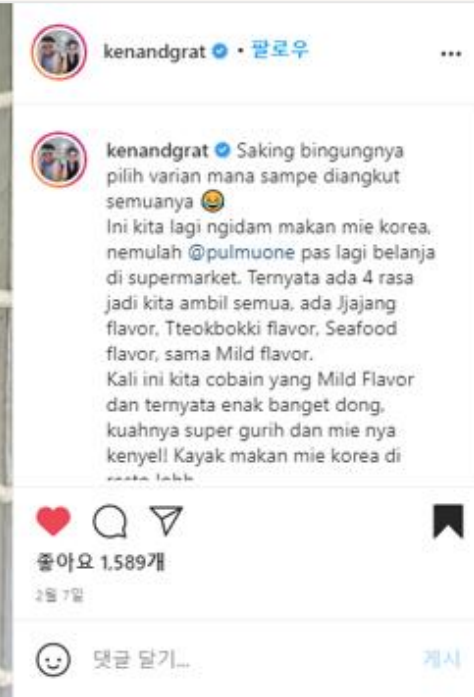 kenandgrat • 팔로우
kenandgrat Saking bingungnya
pilih varian mana sampe diangkut
semuanya 😂
Ini kita lagi ngidam makan mie korea,
nemulah @pulmuone pas lagi belanja
di supermarket. Ternyata ada 4 rasa
jadi kita ambil semua, ada Jjajang
flavor, Tteokbokki flavor, Seafood
flavor, sama Mild flavor.
Kali ini kita cobain yang Mild Flavor
dan ternyata enak banget dong,
kuahnya super gurih dan mie nya
kenyel! Kayak makan mie korea di
좋아요 1,589개
2월 7일
댓글 달기...
게시